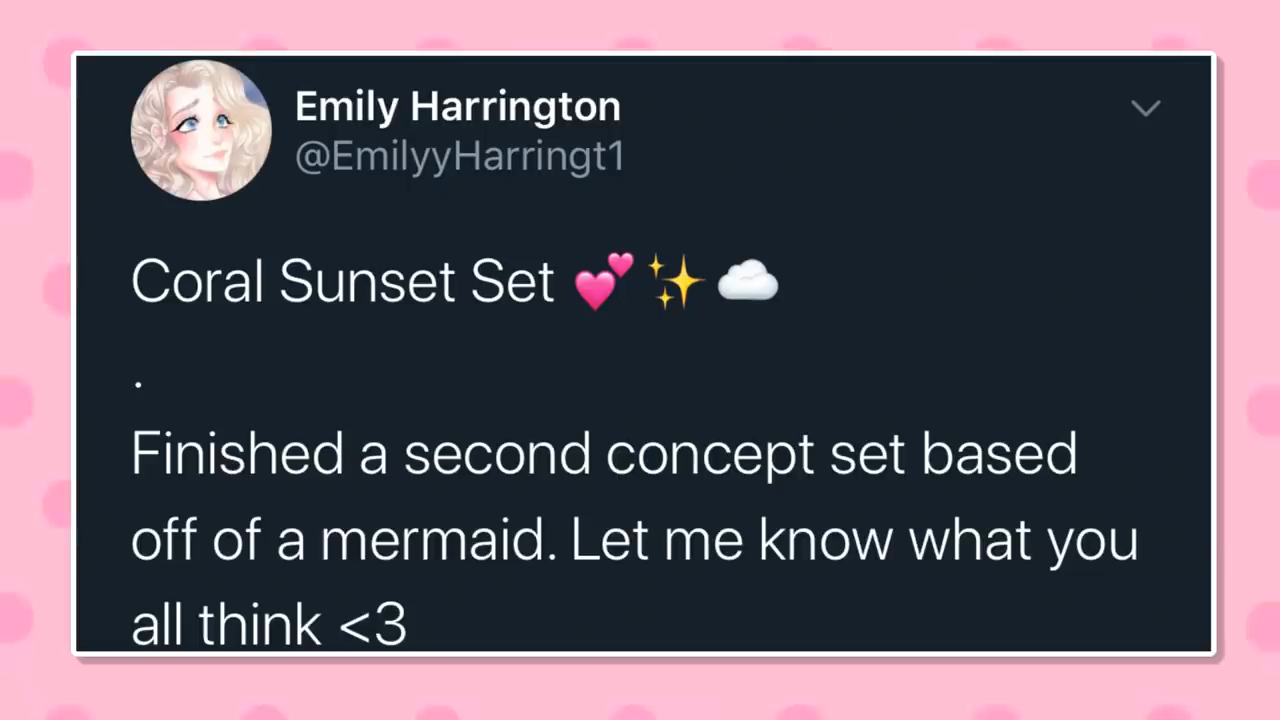 Emily Harrington
@EmilyyHarringt1
Coral Sunset Set 💕✨☁️
.
Finished a second concept set based
off of a mermaid. Let me know what you
all think <3